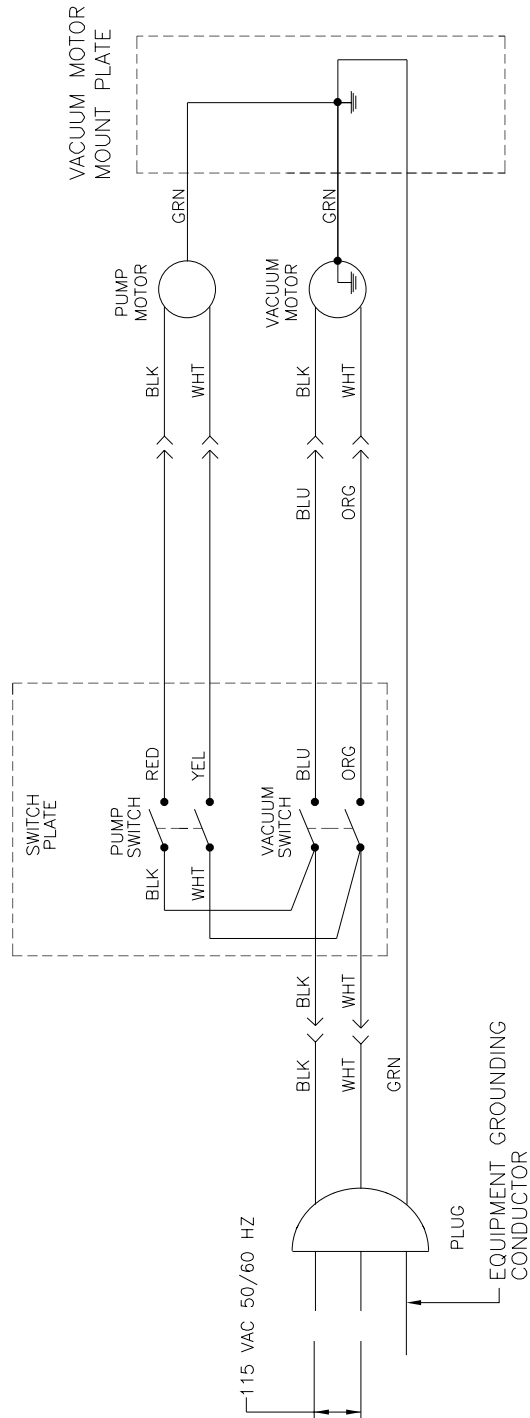 VACUUM MOTOR
MOUNT PLATE
GRN
GRN
PUMP
MOTOR
VACUUM
MOTOR
BLK
WHT
BLK
WHT
BLU
ORG
SWITCH
PLATE
RED
YEL
BLU
ORG
PUMP
SWITCH
VACUUM
SWITCH
BLK
WHT
BLK
WHT
BLK
WHT
GRN
PLUG
EQUIPMENT GROUNDING
CONDUCTOR
115 VAC 50/60 HZ